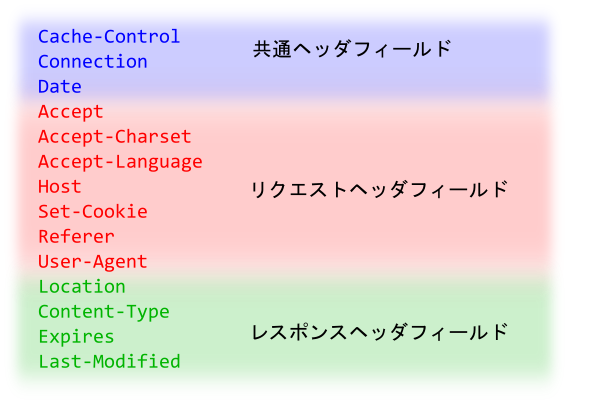 Cache-Control
Connection
Date
共通ヘッダフィールド
Accept
Accept-Charset
Accept-Language
Host
Set-Cookie
Referer
User-Agent
リクエストヘッダフィールド
Location
Content-Type
Expires
Last-Modified
レスポンスヘッダフィールド